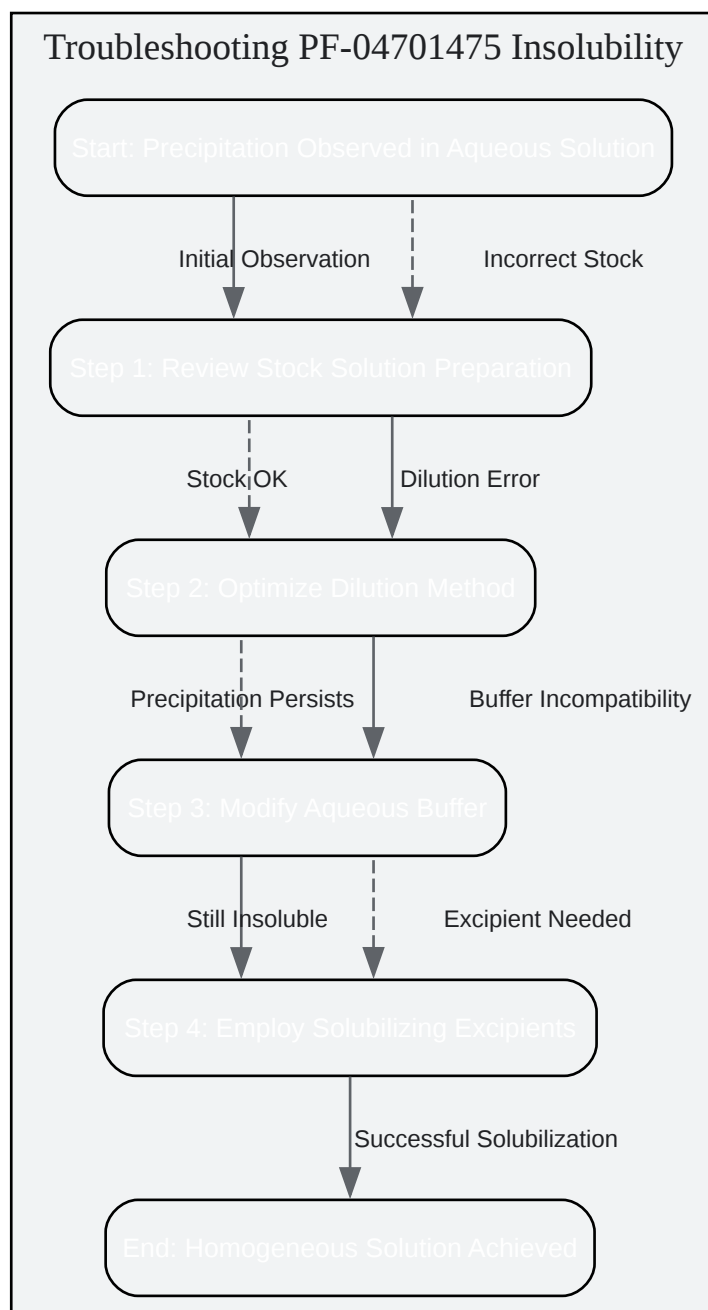 Troubleshooting PF-04701475 Insolubility
Start: Precipitation Observed in Aqueous Solution
Initial Observation
Incorrect Stock
Step 1: Review Stock Solution Preparation
Stock OK
Dilution Error
Step 2: Optimize Dilution Method
Precipitation Persists
Buffer Incompatibility
Step 3: Modify Aqueous Buffer
Still Insoluble
Excipient Needed
Step 4: Employ Solubilizing Excipients
Successful Solubilization
End: Homogeneous Solution Achieved